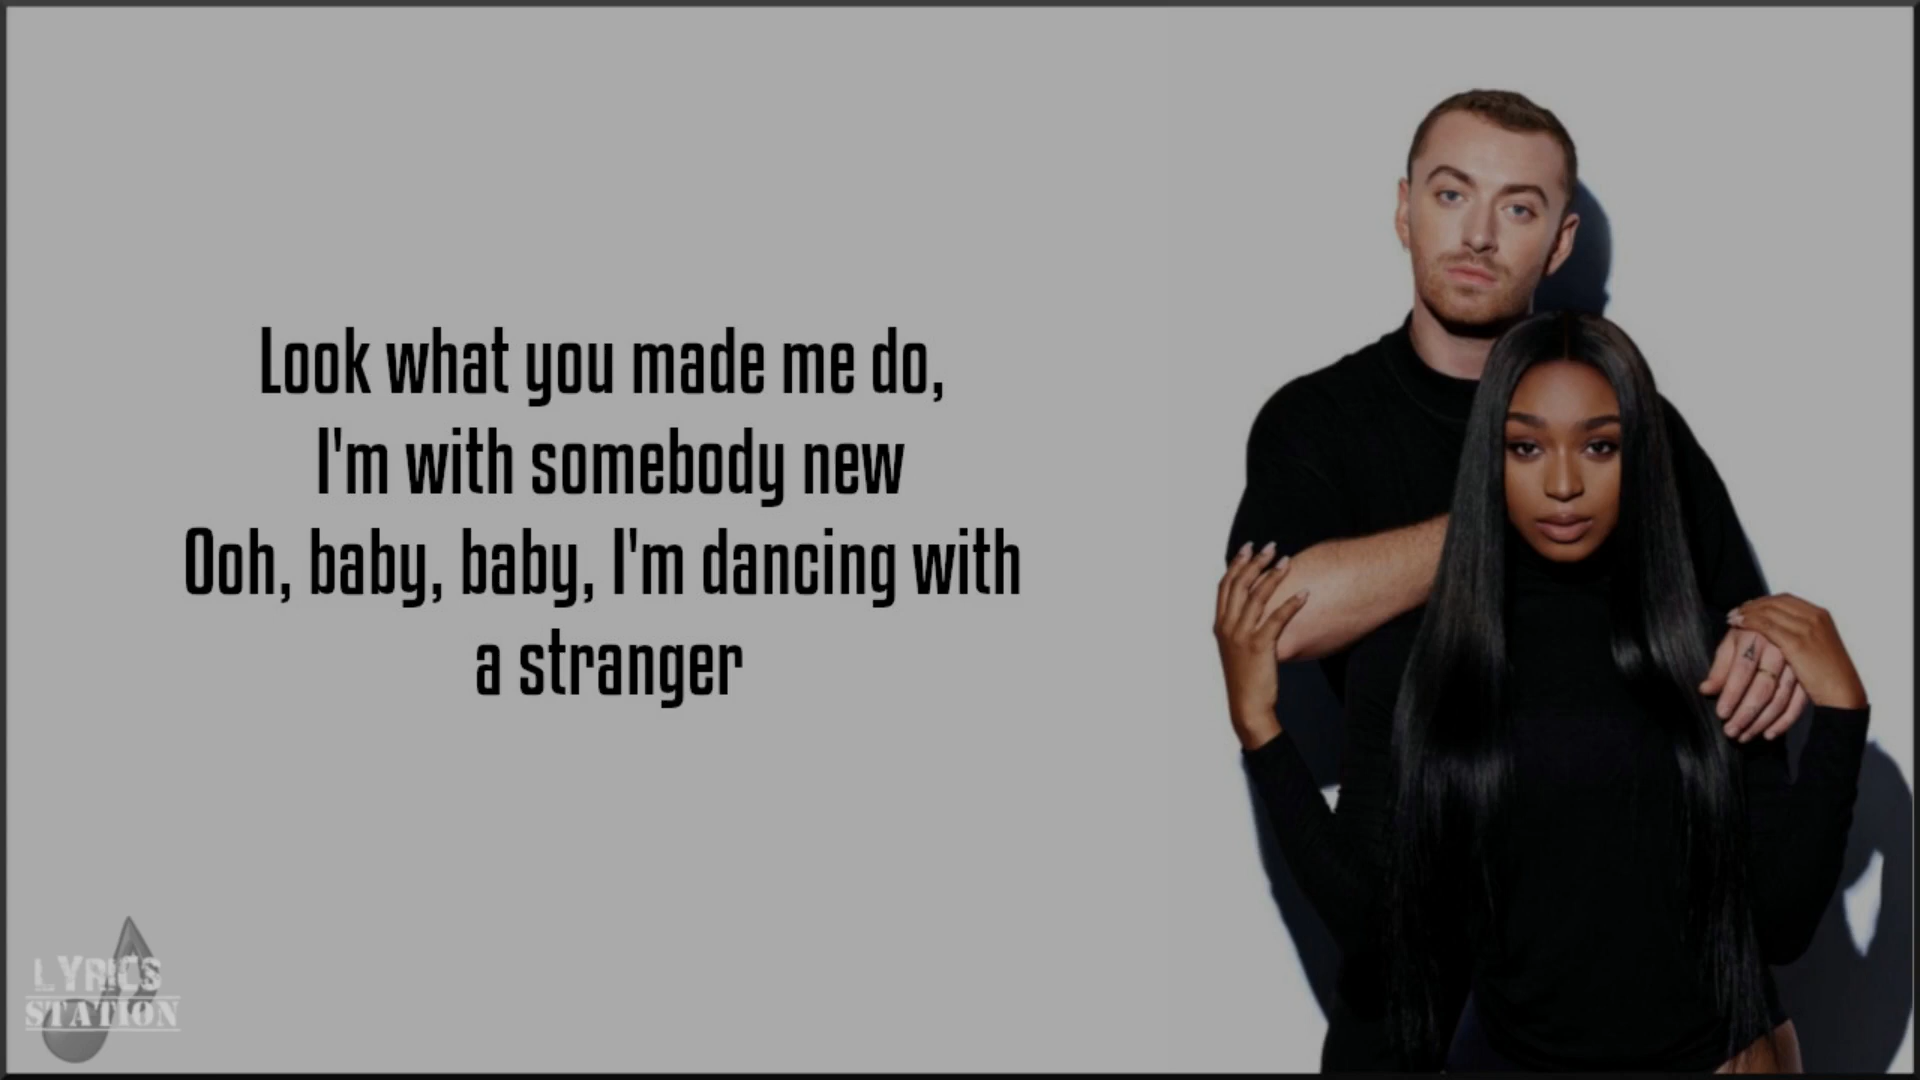 Look what you made me do,
I'm with somebody new
Ooh, baby, baby, I'm dancing with
a stranger
LYRICS
STATION